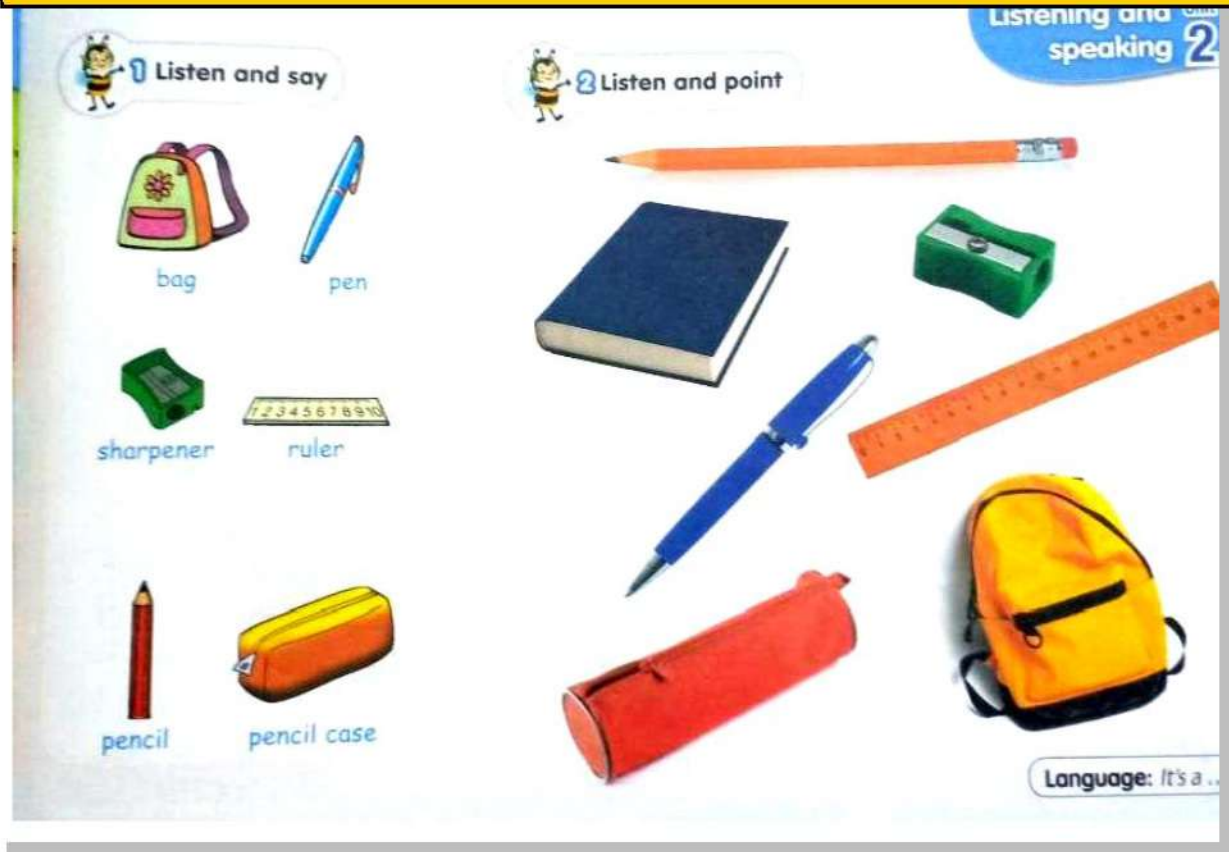 Listening and Unit
speaking 2
1 Listen and say
bag
pen
sharpener
1 2 3 4 5 6 7 8 9 10
ruler
pencil
pencil case
2 Listen and point
Language: It's a ..